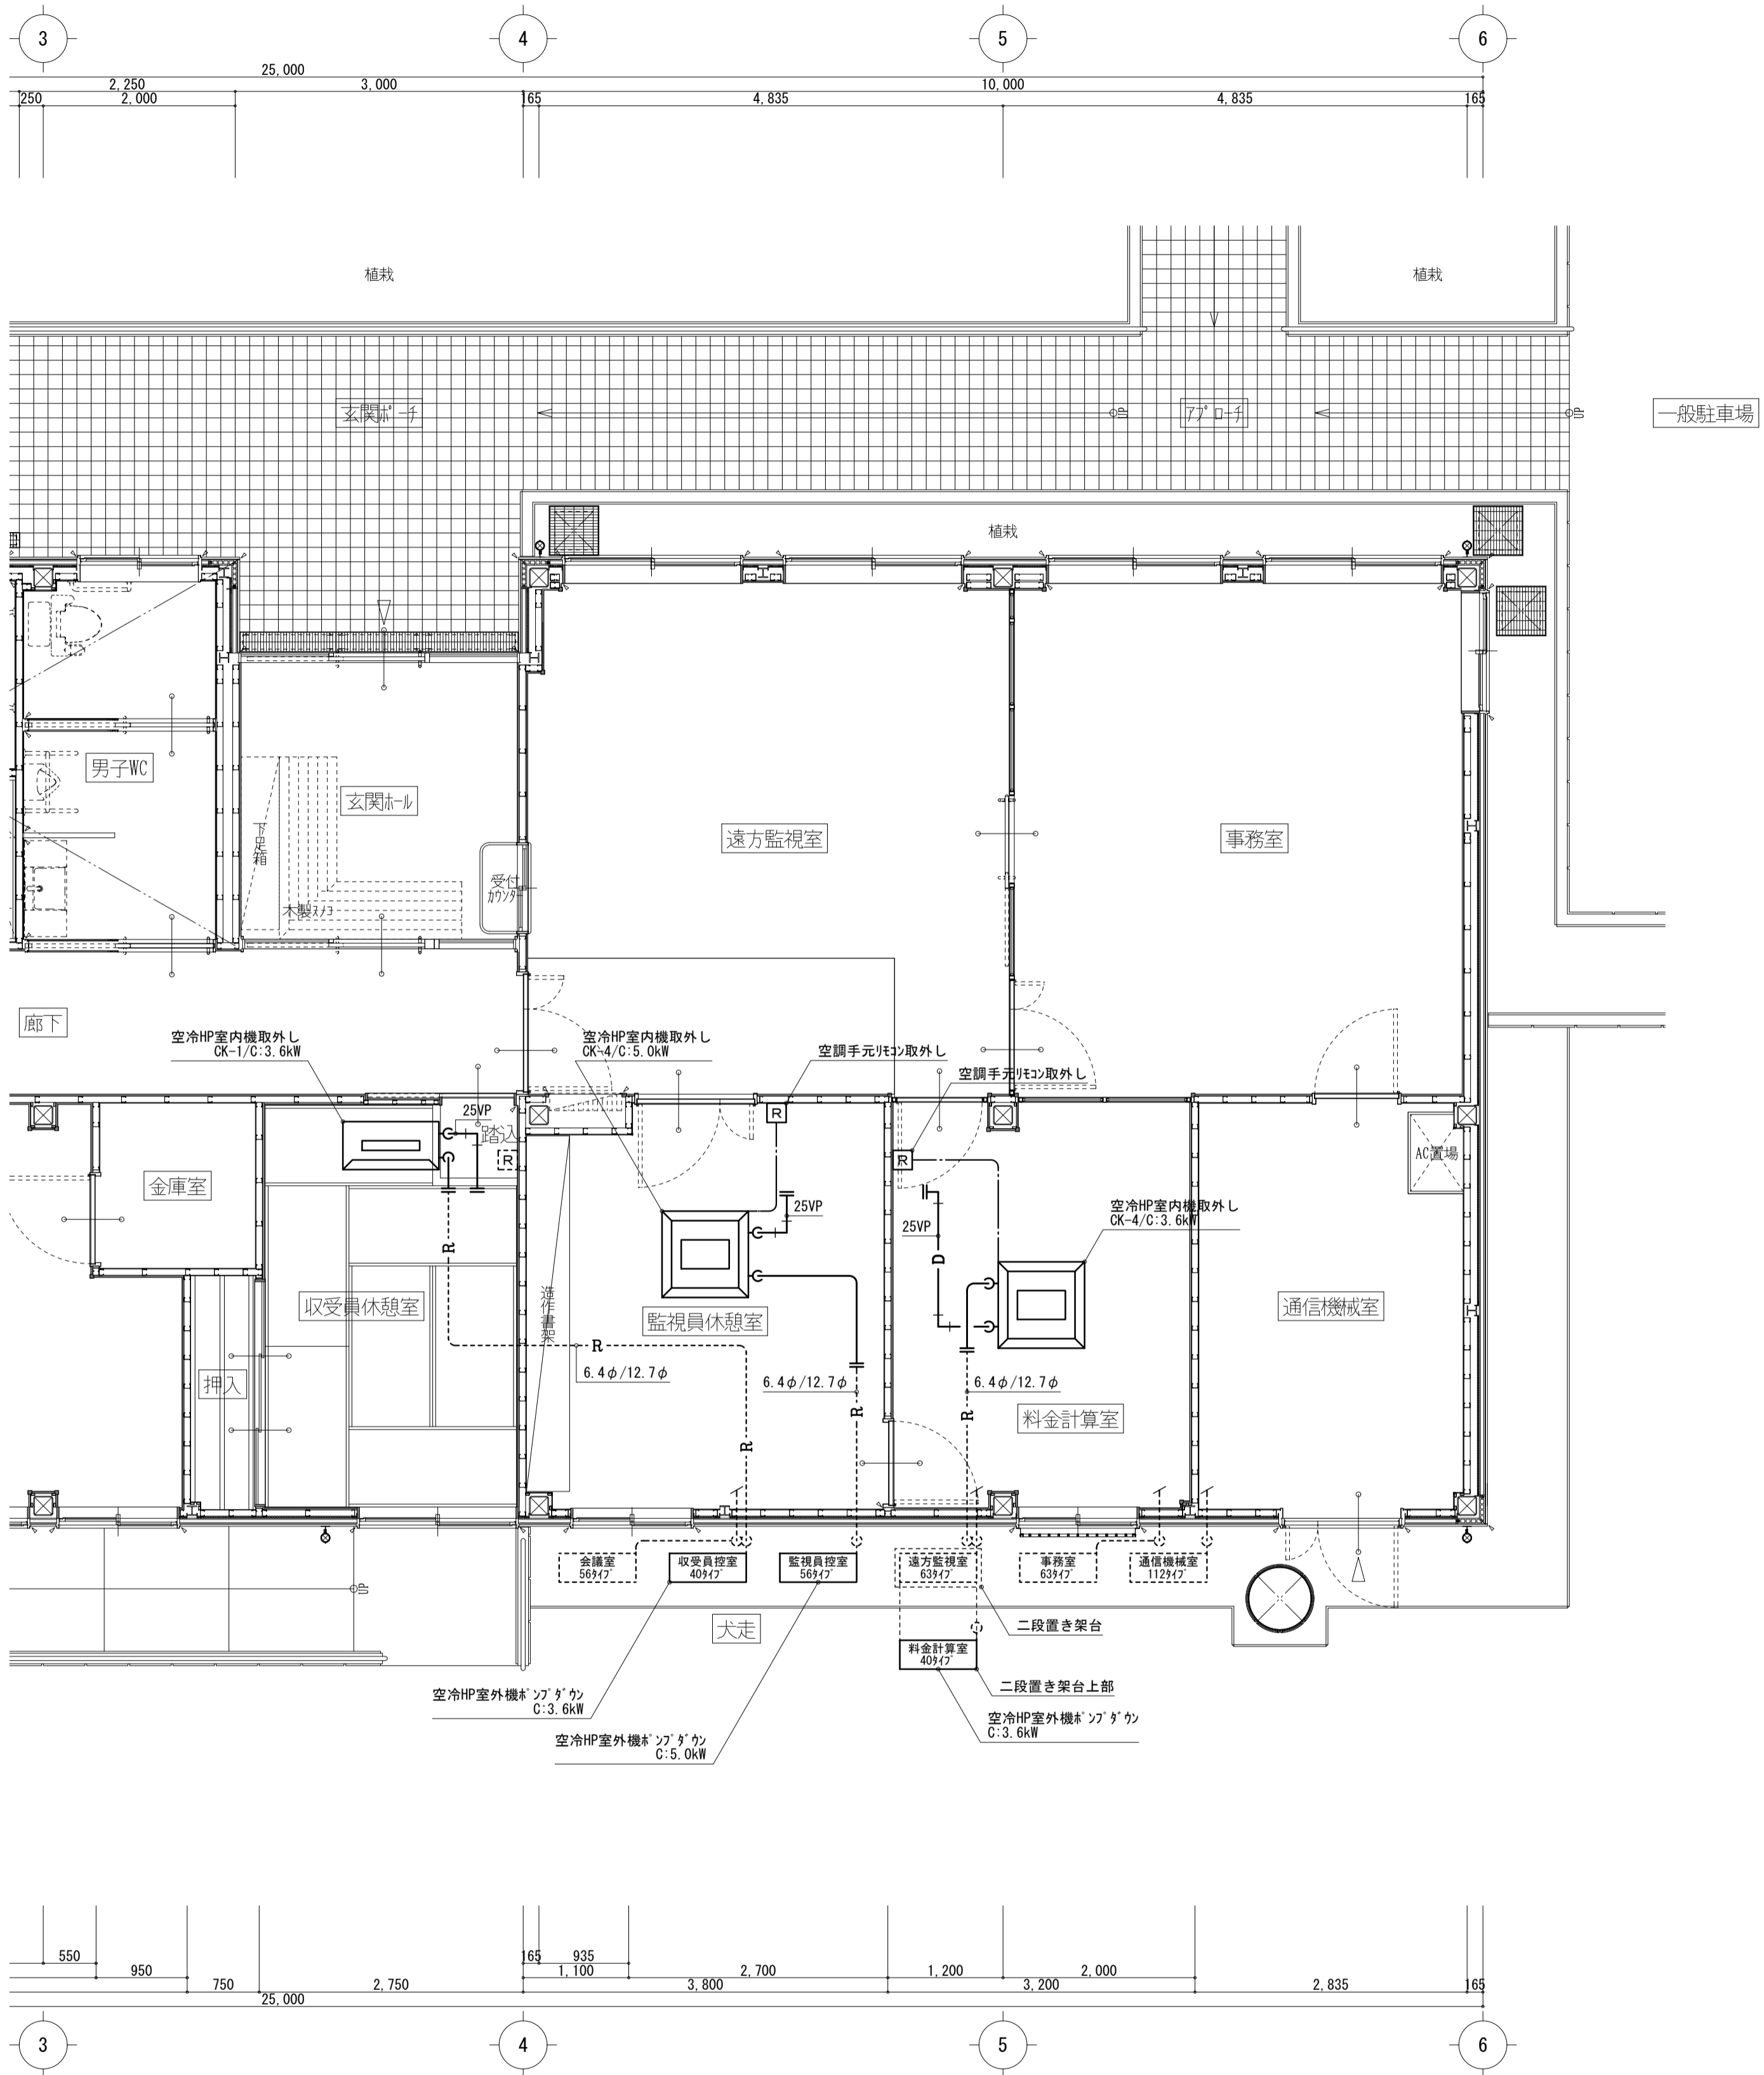 3
4
5
6
25,000
2,250
3,000
10,000
250
2,000
165
4,835
4,835
165
植栽
植栽
玄関ﾎﾟｰﾁ
UP
ｱﾌﾟﾛｰﾁ
UP
一般駐車場
植栽
男子WC
玄関ﾎｰﾙ
下足箱
木製ｽﾉｺ
受付
ｶｳﾝﾀｰ
遠方監視室
事務室
廊下
空冷HP室内機取外し
CK-1/C:3.6kW
空冷HP室内機取外し
CK-4/C:5.0kW
空調手元ﾘﾓｺﾝ取外し
空調手元ﾘﾓｺﾝ取外し
25VP
踏込
R
R
R
AC置場
金庫室
25VP
25VP
空冷HP室内機取外し
CK-4/C:3.6kW
R
D
収受員休憩室
造作書架
監視員休憩室
通信機械室
R
6.4φ/12.7φ
6.4φ/12.7φ
6.4φ/12.7φ
押入
R
R
R
料金計算室
会議室
56ﾀｲﾌﾟ
収受員控室
40ﾀｲﾌﾟ
監視員控室
56ﾀｲﾌﾟ
遠方監視室
63ﾀｲﾌﾟ
事務室
63ﾀｲﾌﾟ
通信機械室
112ﾀｲﾌﾟ
UP
犬走
二段置き架台
料金計算室
40ﾀｲﾌﾟ
二段置き架台上部
空冷HP室外機ﾎﾟﾝﾌﾟﾀﾞｳﾝ
C:3.6kW
空冷HP室外機ﾎﾟﾝﾌﾟﾀﾞｳﾝ
C:3.6kW
空冷HP室外機ﾎﾟﾝﾌﾟﾀﾞｳﾝ
C:5.0kW
550
165
935
950
1,100
2,700
1,200
2,000
750
2,750
3,800
3,200
2,835
165
25,000
3
4
5
6